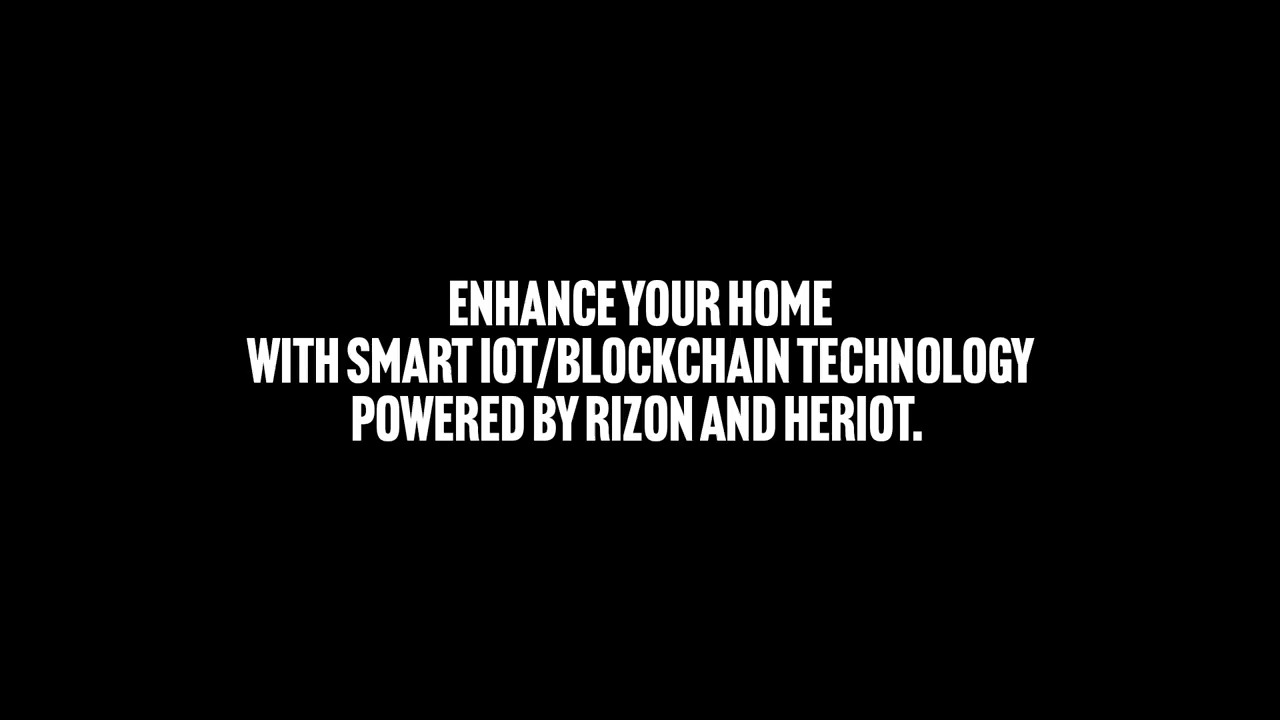 ENHANCE YOUR HOME
WITH SMART IOT/BLOCKCHAIN TECHNOLOGY
POWERED BY RIZON AND HERIOT.